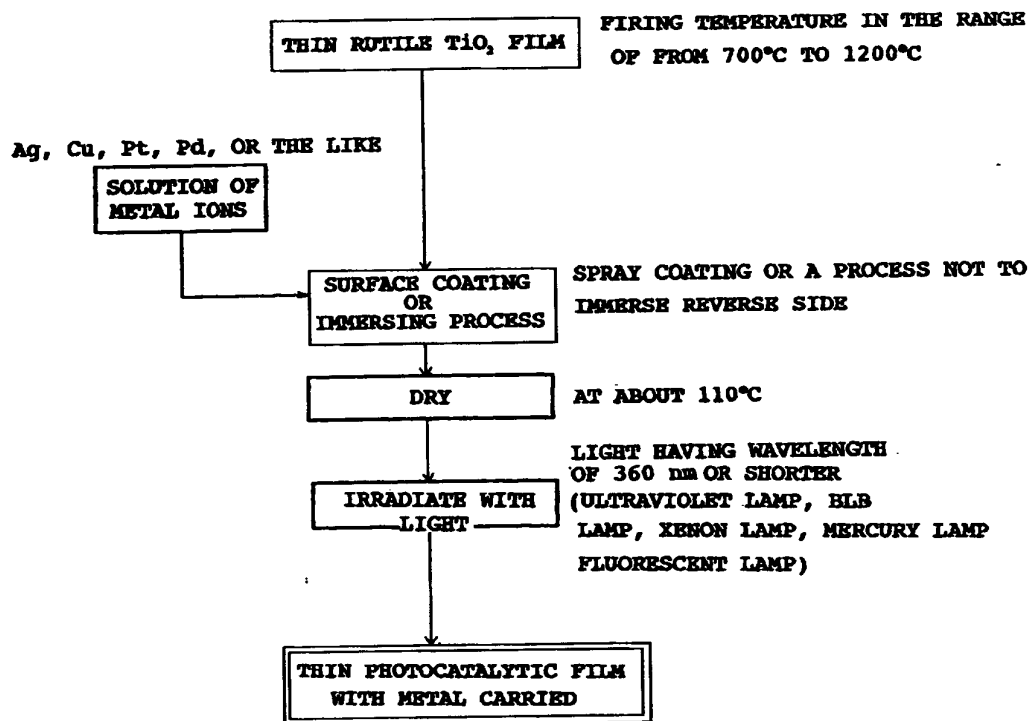 THIN RUTILE TiO₂ FILM
FIRING TEMPERATURE IN THE RANGE
OF FROM 700°C TO 1200°C
Ag, Cu, Pt, Pd, OR THE LIKE
SOLUTION OF
METAL IONS
SURFACE COATING
OR
IMMERSING PROCESS
SPRAY COATING OR A PROCESS NOT TO
IMMERSE REVERSE SIDE
DRY
AT ABOUT 110°C
IRRADIATE WITH
LIGHT
LIGHT HAVING WAVELENGTH
OF 360 nm OR SHORTER
(ULTRAVIOLET LAMP, BLB
LAMP, XENON LAMP, MERCURY LAMP
FLUORESCENT LAMP)
THIN PHOTOCATALYTIC FILM
WITH METAL CARRIED